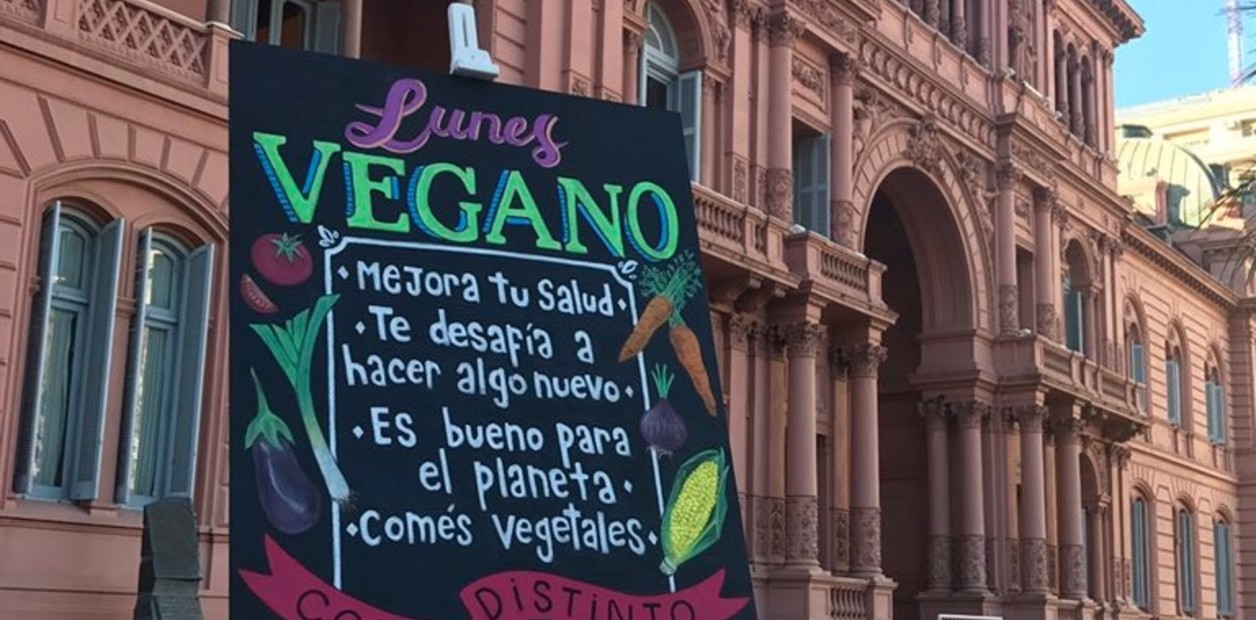 Lunes
VEGANO
· Mejora tu Salud ·
· Te desafía a
hacer algo nuevo ·
· Es bueno para
el planeta ·
· Comés vegetales ·
DISTINTO